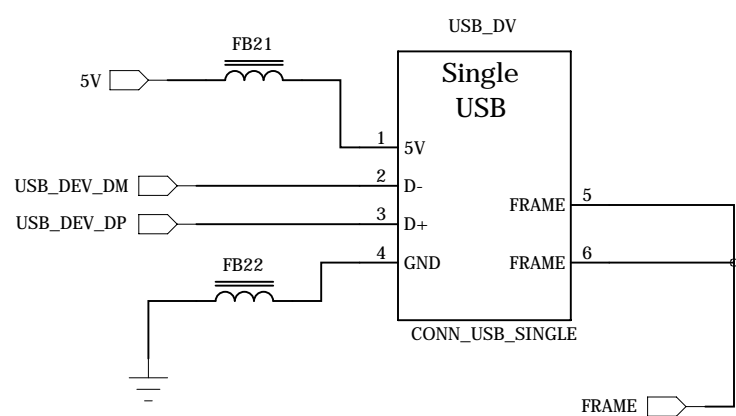 USB_DV
FB21
Single
USB
5V
1
5V
USB_DEV_DM
2
D-
FRAME
5
USB_DEV_DP
3
D+
FB22
4
GND
FRAME
6
CONN_USB_SINGLE
FRAME